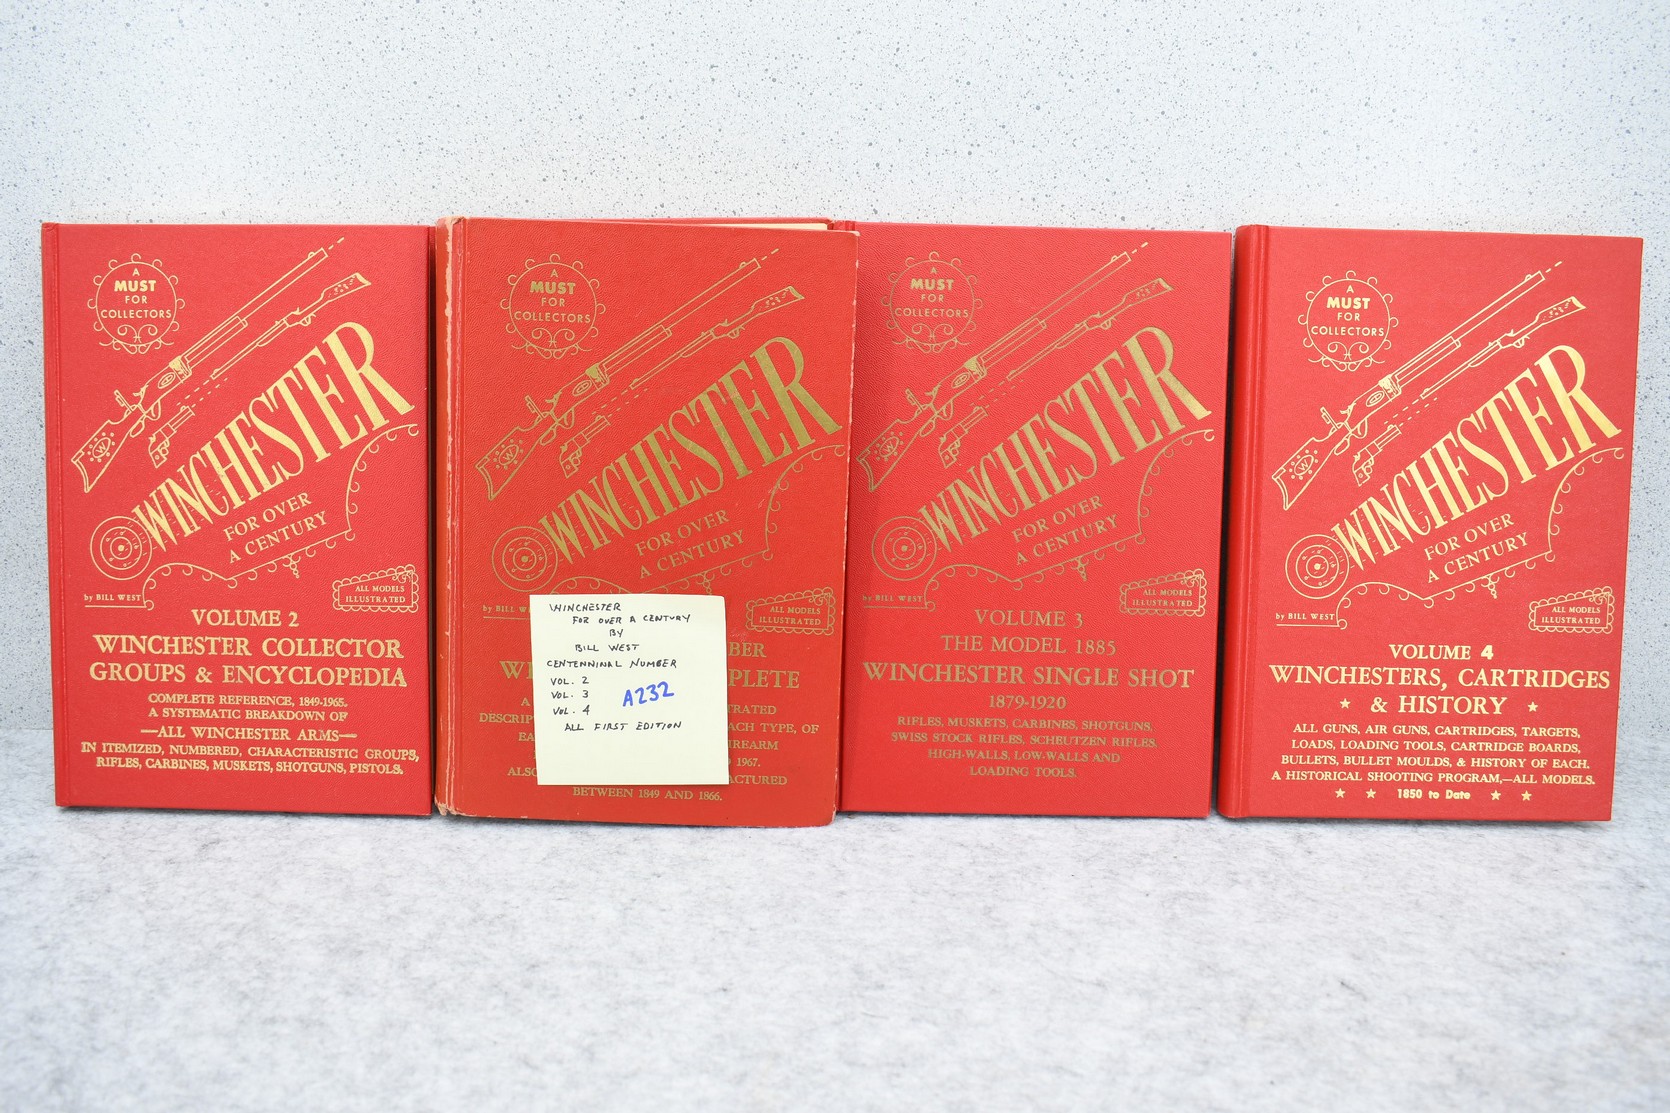 A
MUST
FOR
COLLECTORS
WINCHESTER
FOR OVER
A CENTURY
by BILL WEST
ALL MODELS
ILLUSTRATED
VOLUME 2
WINCHESTER COLLECTOR
GROUPS & ENCYCLOPEDIA
COMPLETE REFERENCE, 1849-1965.
A SYSTEMATIC BREAKDOWN OF
—ALL WINCHESTER ARMS—
IN ITEMIZED, NUMBERED, CHARACTERISTIC GROUPS,
RIFLES, CARBINES, MUSKETS, SHOTGUNS, PISTOLS.
A
MUST
FOR
COLLECTORS
WINCHESTER
FOR OVER
A CENTURY
by BILL
ALL MODELS
ILLUSTRATED
BETWEEN 1849 AND 1866.
WINCHESTER
FOR OVER A CENTURY
BY
BILL WEST
CENTENNINAL NUMBER
VOL. 2
VOL. 3
VOL. 4
A232
ALL FIRST EDITION
A
MUST
FOR
COLLECTORS
WINCHESTER
FOR OVER
A CENTURY
by BILL WEST
ALL MODELS
ILLUSTRATED
VOLUME 3
THE MODEL 1885
WINCHESTER SINGLE SHOT
1879-1920
RIFLES, MUSKETS, CARBINES, SHOTGUNS,
SWISS STOCK RIFLES, SCHEUTZEN RIFLES,
HIGH-WALLS, LOW-WALLS AND
LOADING TOOLS.
A
MUST
FOR
COLLECTORS
WINCHESTER
FOR OVER
A CENTURY
by BILL WEST
ALL MODELS
ILLUSTRATED
VOLUME 4
WINCHESTERS, CARTRIDGES
★ & HISTORY ★
ALL GUNS, AIR GUNS, CARTRIDGES, TARGETS,
LOADS, LOADING TOOLS, CARTRIDGE BOARDS,
BULLETS, BULLET MOULDS, & HISTORY OF EACH.
A HISTORICAL SHOOTING PROGRAM,—ALL MODELS.
★ ★ 1850 to Date ★ ★